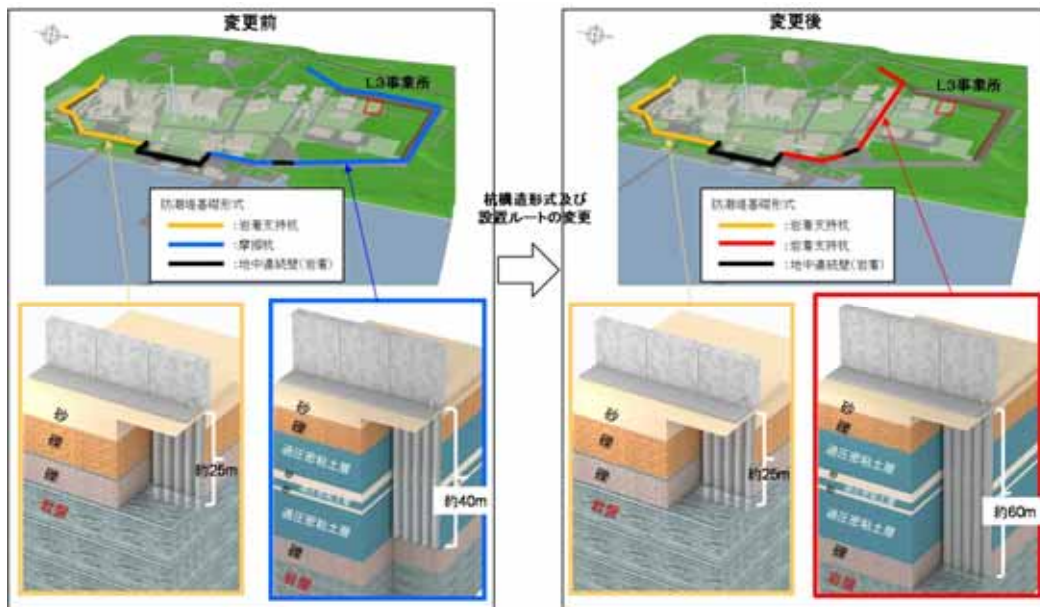 変更前
L3事業所
防潮堤基礎形式
:岩着支持杭
:摩擦杭
:地中連続壁(岩着)
砂
礫
礫
岩盤
約25m
砂
礫
過圧密粘土層
過圧密粘土層
礫
岩盤
約40m
杭構造形式及び
設置ルートの変更
変更後
L3事業所
防潮堤基礎形式
:岩着支持杭
:岩着支持杭
:地中連続壁(岩着)
砂
礫
礫
岩盤
約25m
砂
礫
過圧密粘土層
過圧密粘土層
礫
岩盤
約60m